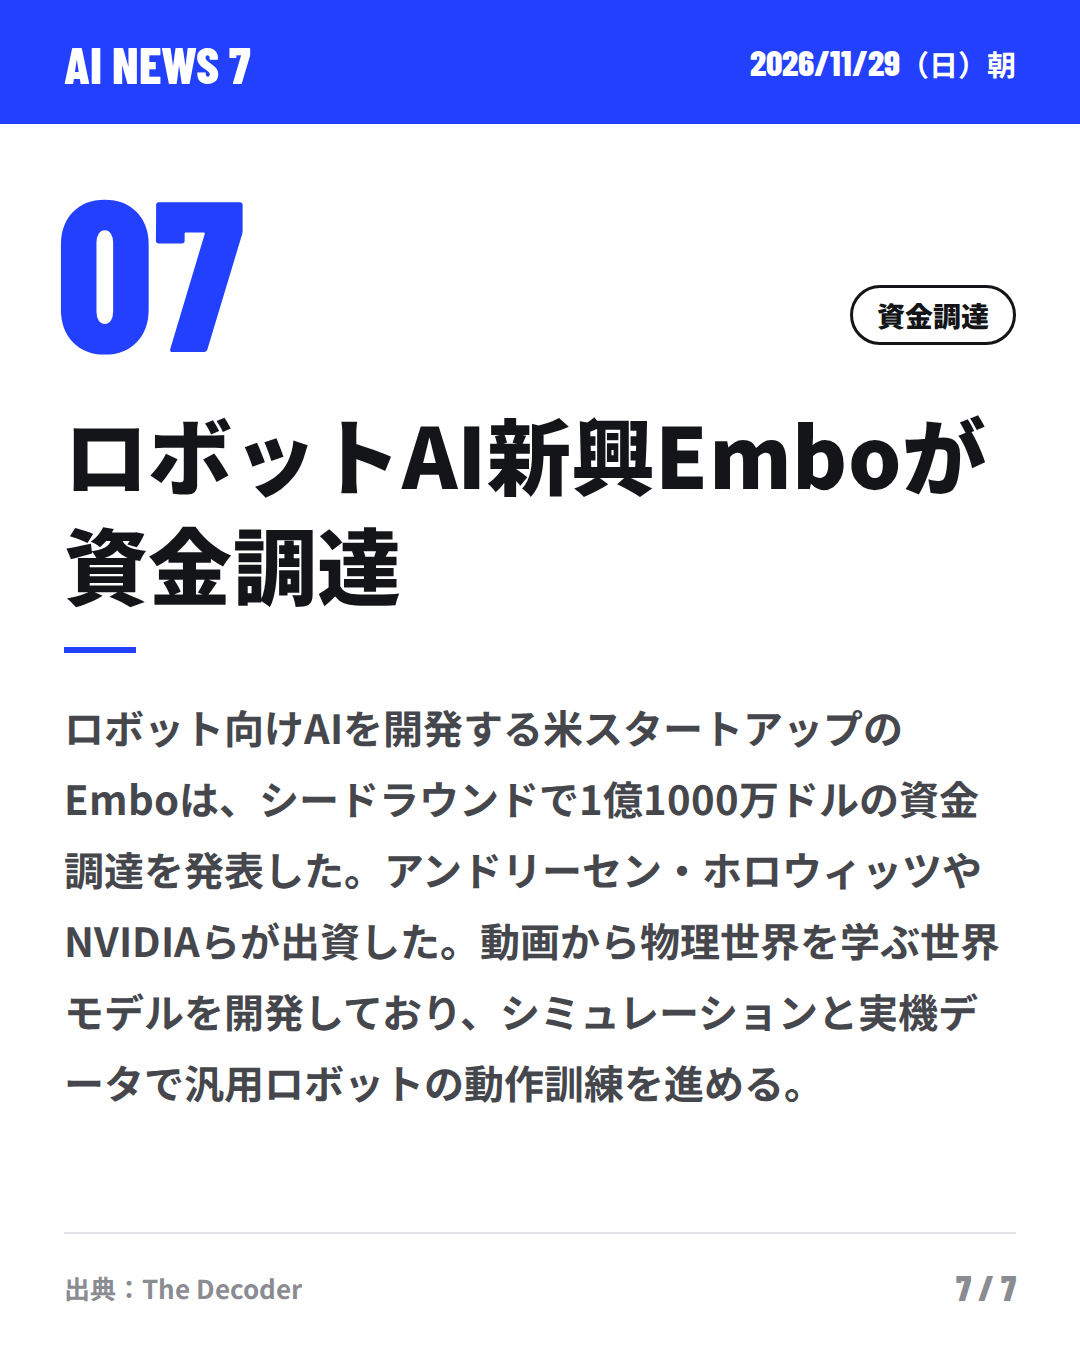 AI NEWS 7
2026/11/29（日）朝
07
資金調達
ロボットAI新興Emboが
資金調達
ロボット向けAIを開発する米スタートアップの
Emboは、シードラウンドで1億1000万ドルの資金
調達を発表した。アンドリーセン・ホロウィッツや
NVIDIAらが出資した。動画から物理世界を学ぶ世界
モデルを開発しており、シミュレーションと実機デ
ータで汎用ロボットの動作訓練を進める。
出典：The Decoder
7 / 7